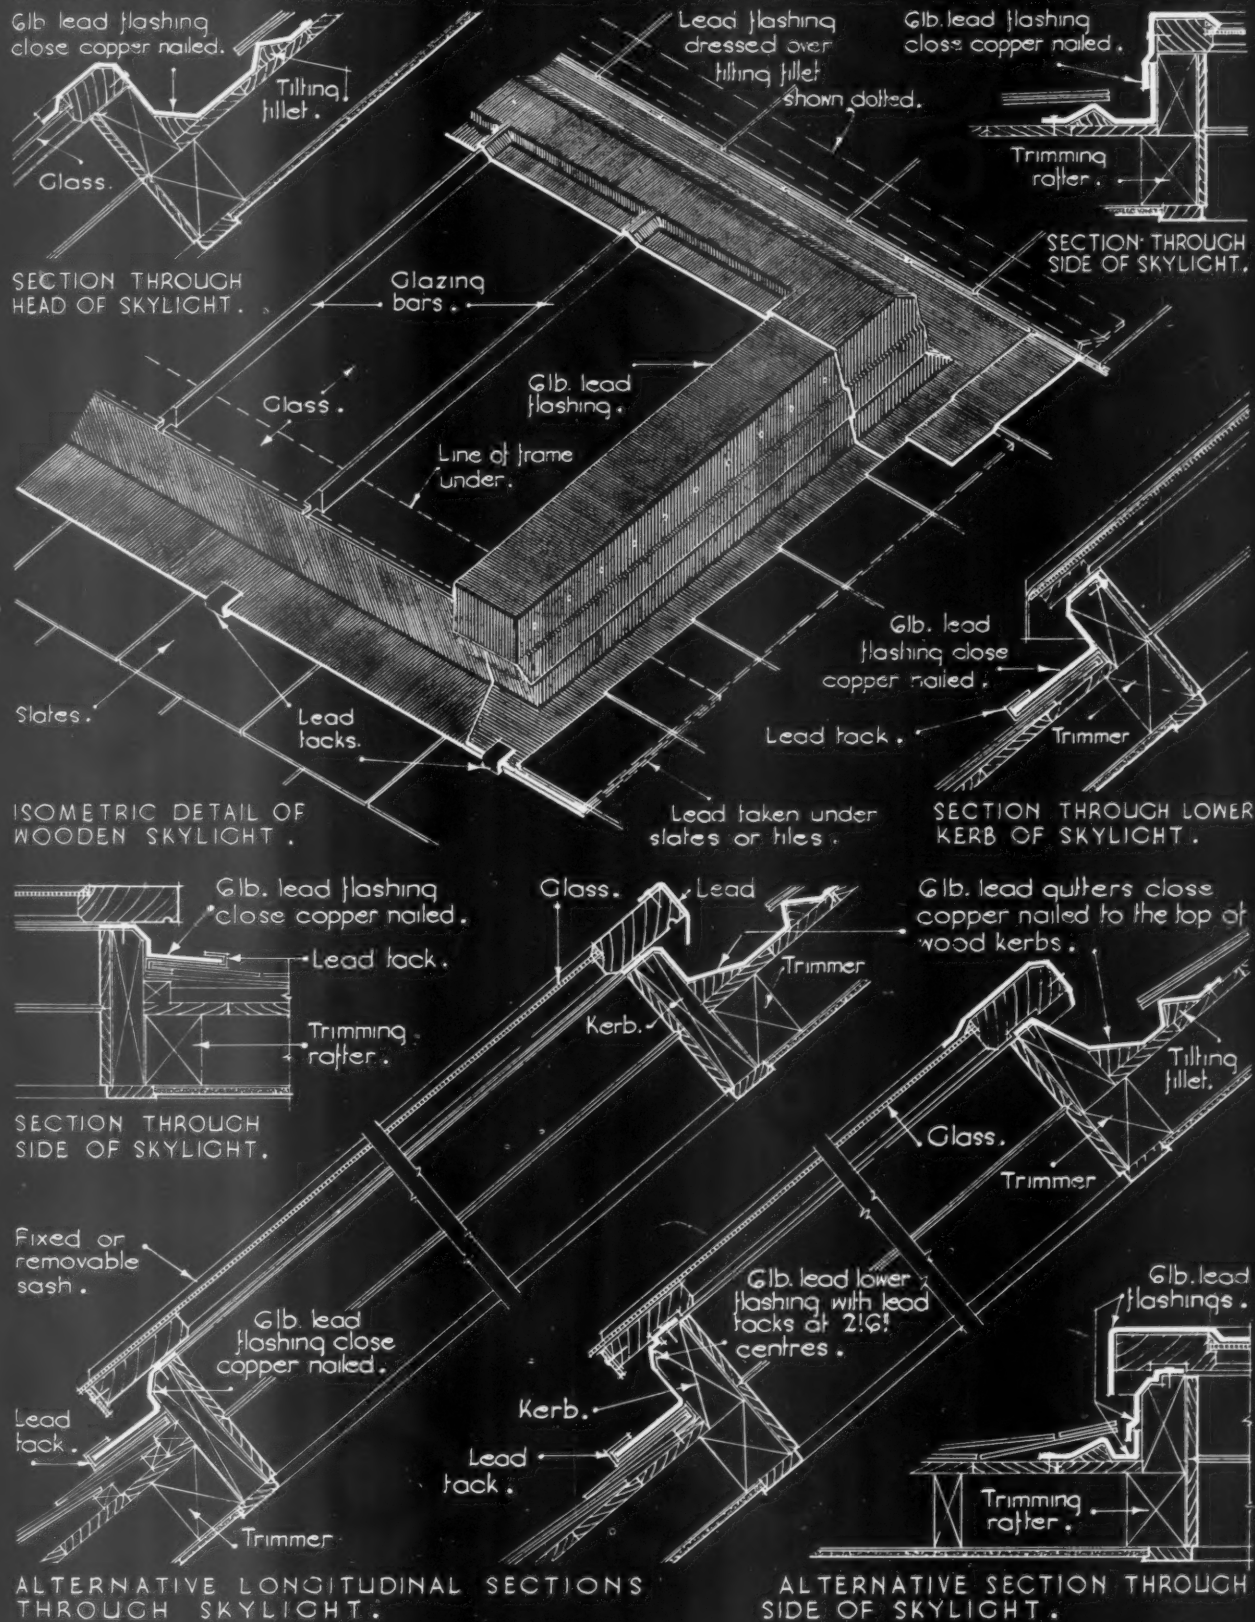 6lb lead flashing
close copper nailed.
Tilting
fillet.
Glass.
SECTION THROUGH
HEAD OF SKYLIGHT.
Lead flashing
dressed over
tilting fillet
shown dotted.
6lb. lead flashing
close copper nailed.
Trimming
rafter.
SECTION THROUGH
SIDE OF SKYLIGHT.
Glazing
bars.
Glass.
6lb. lead
flashing.
Line of frame
under.
Slates.
Lead
tacks.
ISOMETRIC DETAIL OF
WOODEN SKYLIGHT.
Lead taken under
slates or tiles.
6lb. lead
flashing close
copper nailed.
Lead tack.
Trimmer
SECTION THROUGH LOWER
KERB OF SKYLIGHT.
6lb. lead flashing
close copper nailed.
Lead tack.
Trimming
rafter.
SECTION THROUGH
SIDE OF SKYLIGHT.
Glass.
Lead
Trimmer
Kerb.
6lb. lead gutters close
copper nailed to the top of
wood kerbs.
Tilting
fillet.
Glass.
Trimmer
Fixed or
removable
sash.
6lb. lead
flashing close
copper nailed.
Lead
tack.
Trimmer
6lb. lead lower
flashing with lead
tacks at 2'.6"
centres.
Kerb.
Lead
tack.
6lb. lead
flashings.
Trimming
rafter.
ALTERNATIVE LONGITUDINAL SECTIONS
THROUGH SKYLIGHT.
ALTERNATIVE SECTION THROUGH
SIDE OF SKYLIGHT.